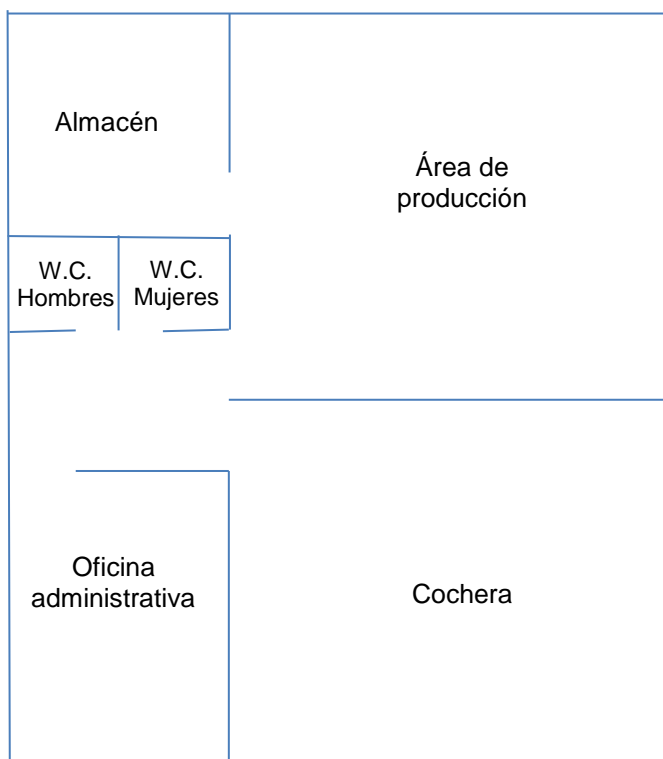 Almacén
Área de
producción
W.C.
Hombres
W.C.
Mujeres
Oficina
administrativa
Cochera